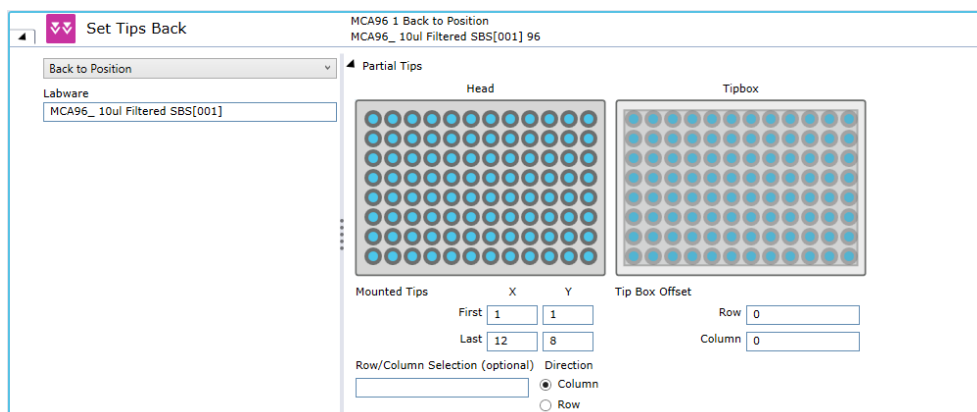 Set Tips Back
MCA96 1 Back to Position
MCA96_ 10ul Filtered SBS[001] 96
Back to Position
Labware
MCA96_ 10ul Filtered SBS[001]
Partial Tips
Head
Tipbox
Mounted Tips X Y
First 1 1
Last 12 8
Tip Box Offset
Row 0
Column 0
Row/Column Selection (optional)
Direction
Column
Row